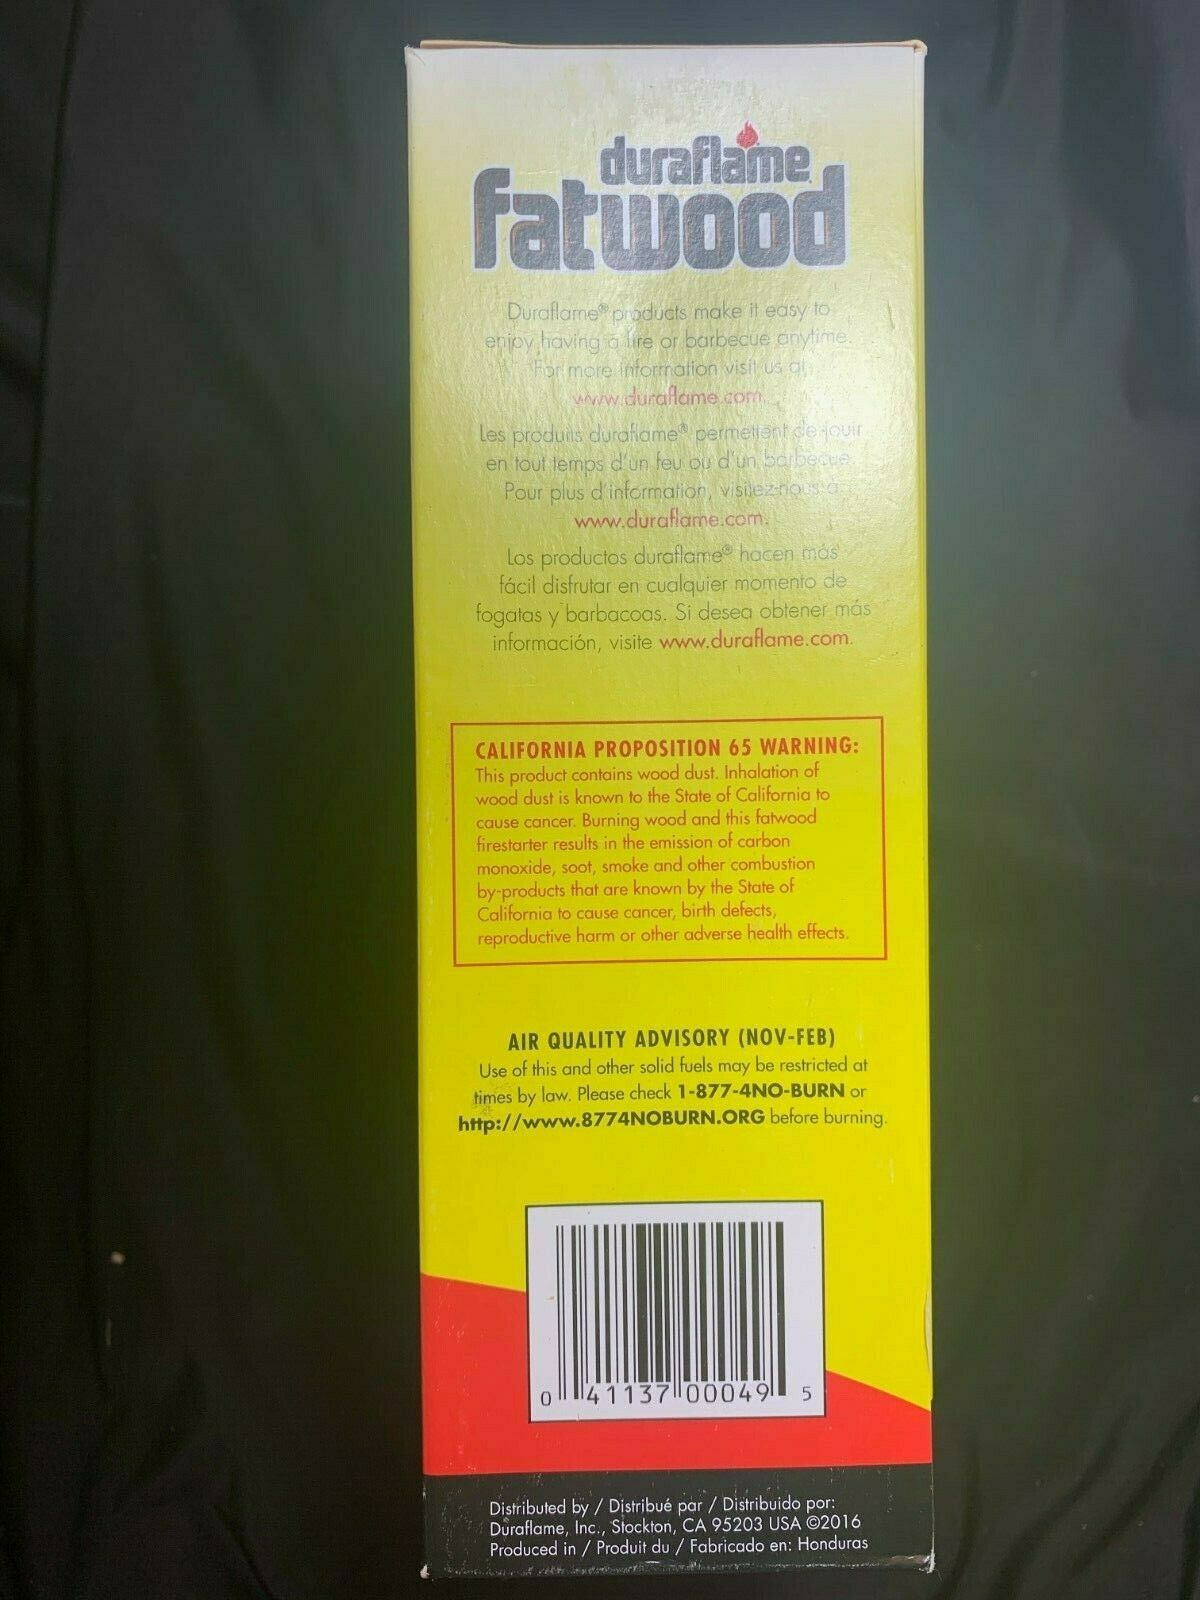 duraflame
fatwood
Duraflame® products make it easy to
enjoy having a fire or barbecue anytime.
For more information visit us at
www.duraflame.com.
Les produits duraflame® permettent de jouir
en tout temps d'un feu ou d'un barbecue.
Pour plus d'information, visitez-nous a
www.duraflame.com.
Los productos duraflame® hacen más
fácil disfrutar en cualquier momento de
fogatas y barbacoas. Si desea obtener más
información, visite www.duraflame.com.
CALIFORNIA PROPOSITION 65 WARNING:
This product contains wood dust. Inhalation of
wood dust is known to the State of California to
cause cancer. Burning wood and this fatwood
firestarter results in the emission of carbon
monoxide, soot, smoke and other combustion
by-products that are known by the State of
California to cause cancer, birth defects,
reproductive harm or other adverse health effects.
AIR QUALITY ADVISORY (NOV-FEB)
Use of this and other solid fuels may be restricted at
times by law. Please check 1-877-4NO-BURN or
http://www.8774NOBURN.ORG before burning.
0 41137 00049 5
Distributed by / Distribué par / Distribuido por:
Duraflame, Inc., Stockton, CA 95203 USA ©2016
Produced in / Produit du / Fabricado en: Honduras